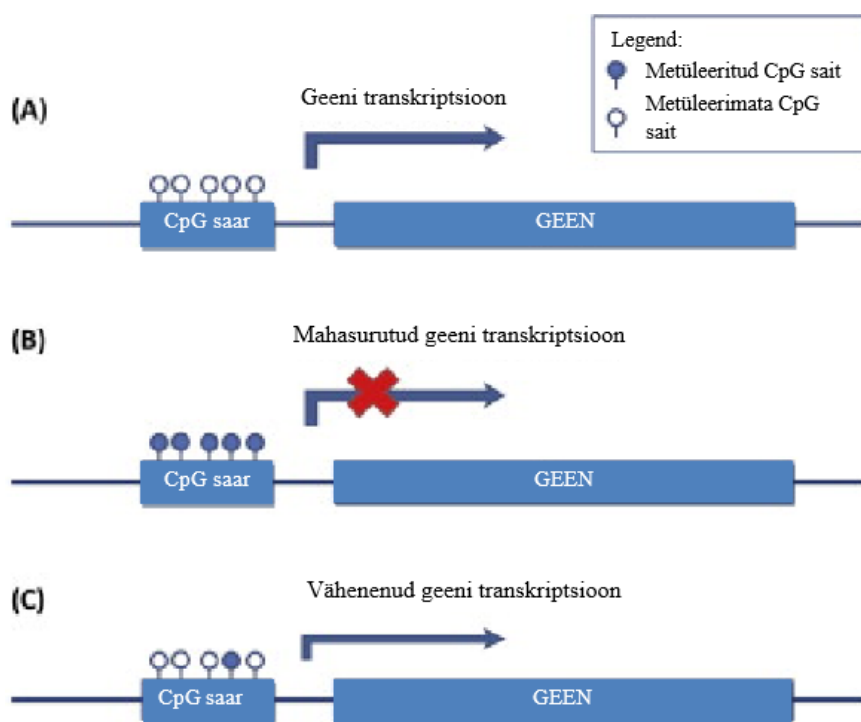 Legend:
Metüleeritud CpG sait
Metüleerimata CpG
sait
(A)
Geeni transkriptsioon
CpG saar
GEEN
(B)
Mahasurutud geeni transkriptsioon
CpG saar
GEEN
(C)
Vähenenud geeni transkriptsioon
CpG saar
GEEN